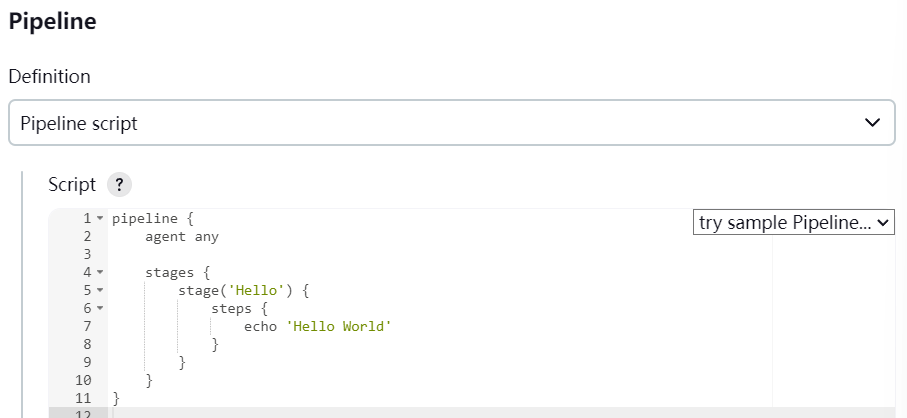 Pipeline
Definition
Pipeline script
Script ?
try sample Pipeline...
1 pipeline {
2     agent any
3
4     stages {
5         stage('Hello') {
6             steps {
7                 echo 'Hello World'
8             }
9         }
10     }
11 }
12